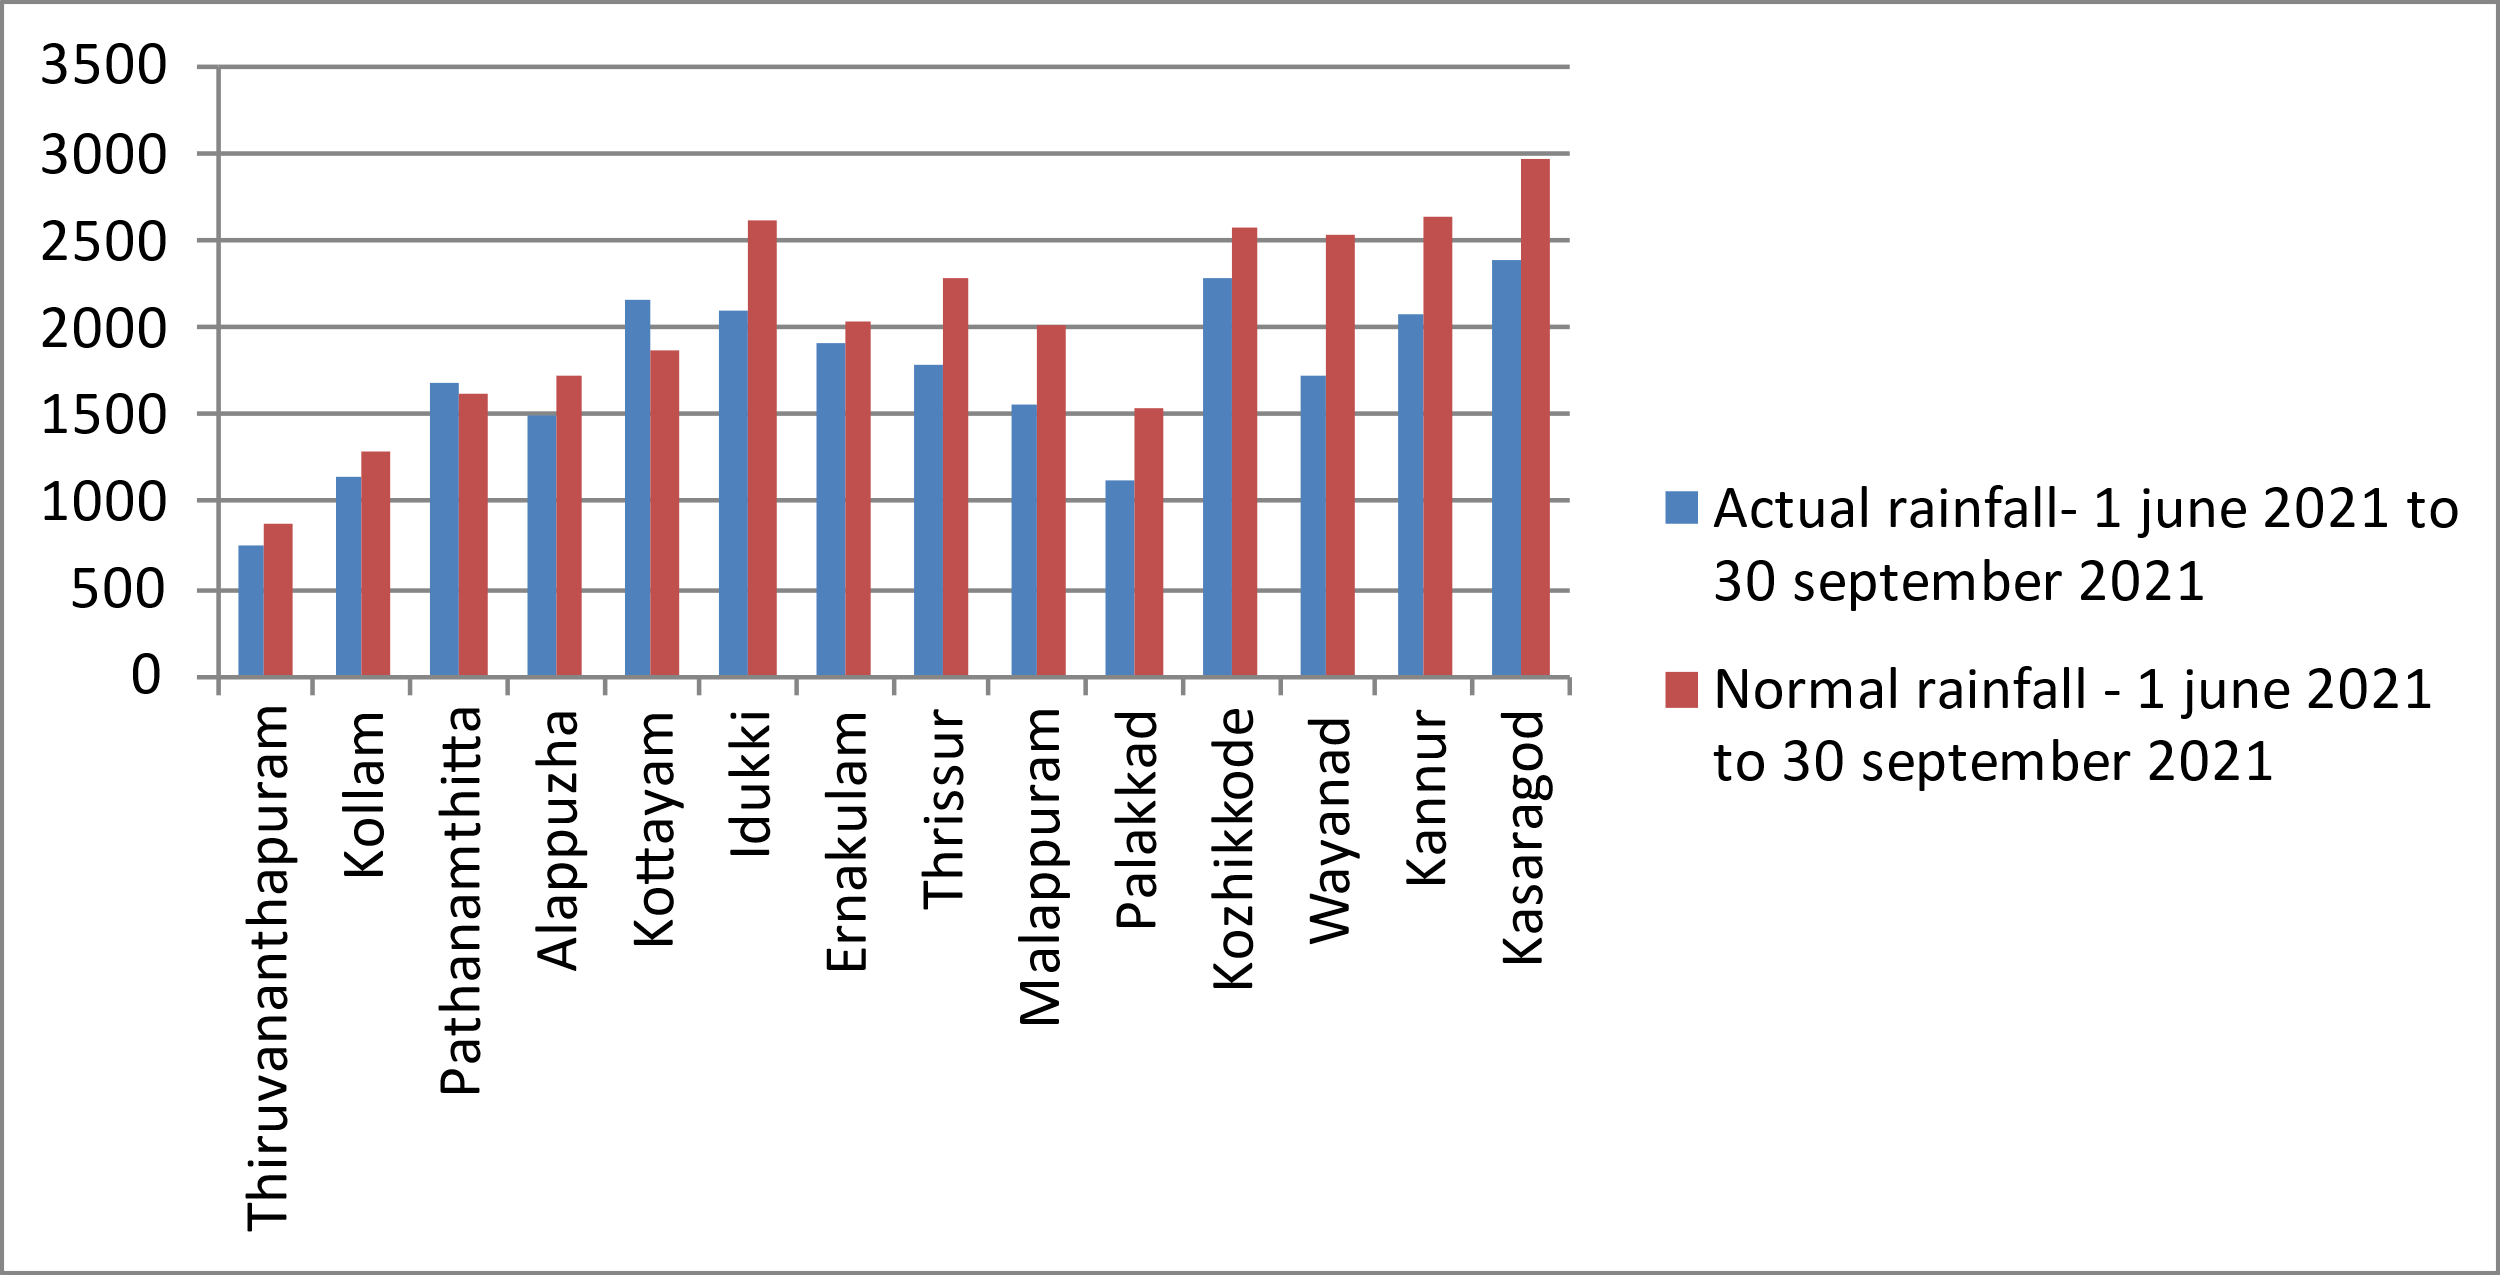 3500
3000
2500
2000
1500
1000
500
0
Thiruvananthapuram
Kollam
Pathanamthitta
Alappuzha
Kottayam
Idukki
Ernakulam
Thrissur
Malappuram
Palakkad
Kozhikkode
Wayanad
Kannur
Kasaragod
Actual rainfall- 1 june 2021 to
30 september 2021
Normal rainfall - 1 june 2021
to 30 september 2021